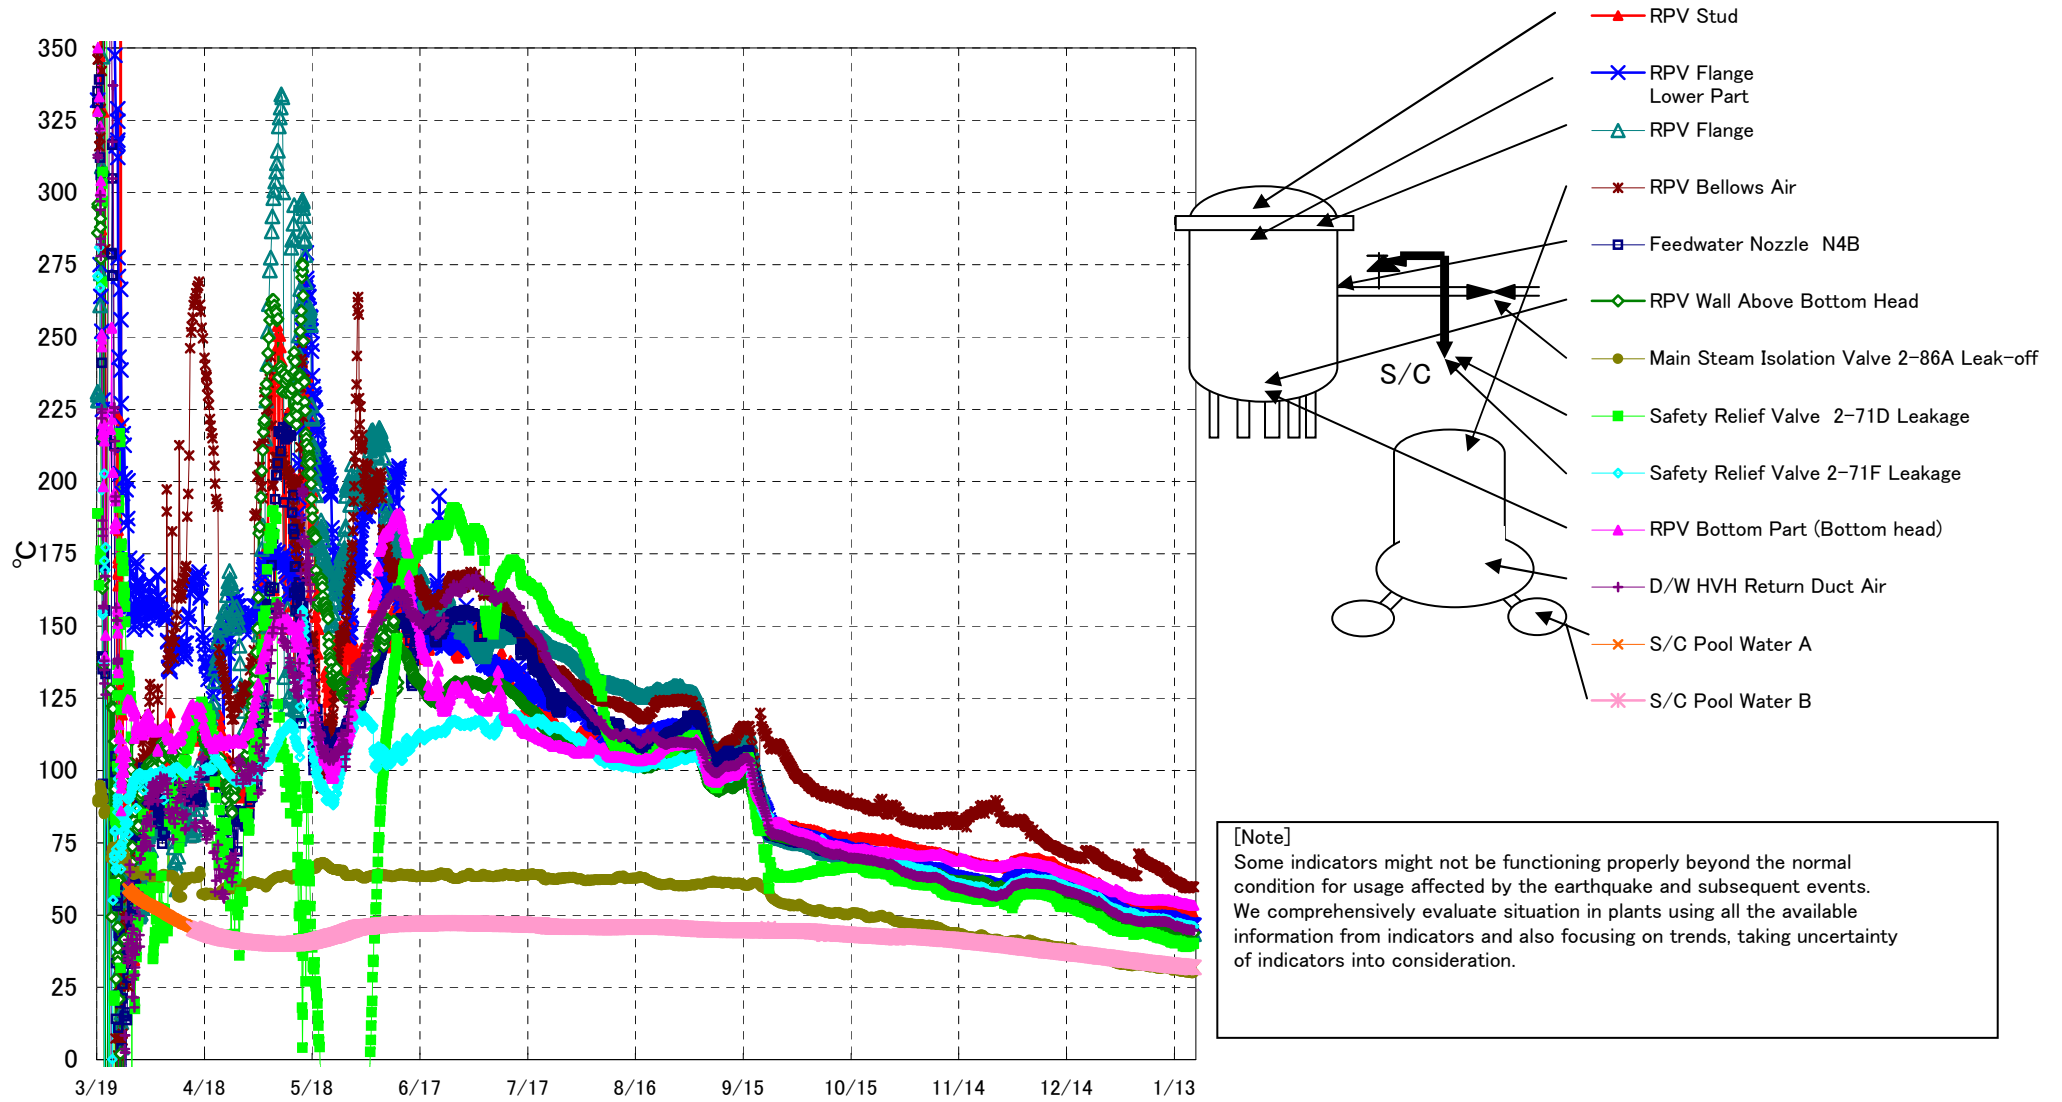 350
325
300
275
250
225
200
175
150
125
100
75
50
25
0
℃
3/19 4/18 5/18 6/17 7/17 8/16 9/15 10/15 11/14 12/14 1/13
RPV Stud
RPV Flange
Lower Part
RPV Flange
RPV Bellows Air
Feedwater Nozzle N4B
RPV Wall Above Bottom Head
Main Steam Isolation Valve 2-86A Leak-off
Safety Relief Valve 2-71D Leakage
Safety Relief Valve 2-71F Leakage
RPV Bottom Part (Bottom head)
D/W HVH Return Duct Air
S/C Pool Water A
S/C Pool Water B
S/C
[Note]
Some indicators might not be functioning properly beyond the normal
condition for usage affected by the earthquake and subsequent events.
We comprehensively evaluate situation in plants using all the available
information from indicators and also focusing on trends, taking uncertainty
of indicators into consideration.